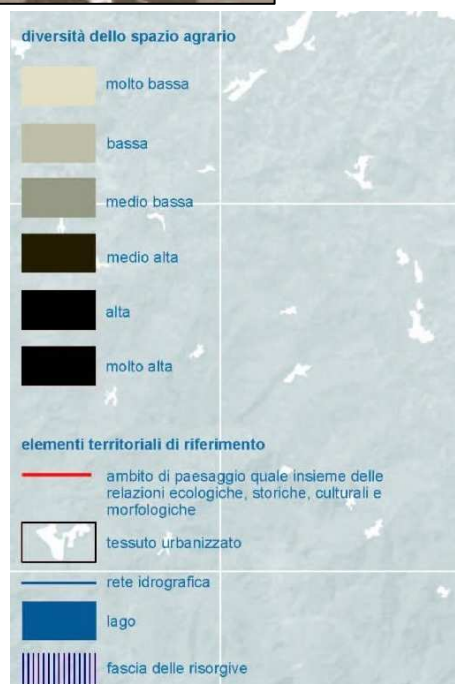 diversità dello spazio agrario
molto bassa
bassa
medio bassa
medio alta
alta
molto alta
elementi territoriali di riferimento
ambito di paesaggio quale insieme delle
relazioni ecologiche, storiche, culturali e
morfologiche
tessuto urbanizzato
rete idrografica
lago
fascia delle risorgive